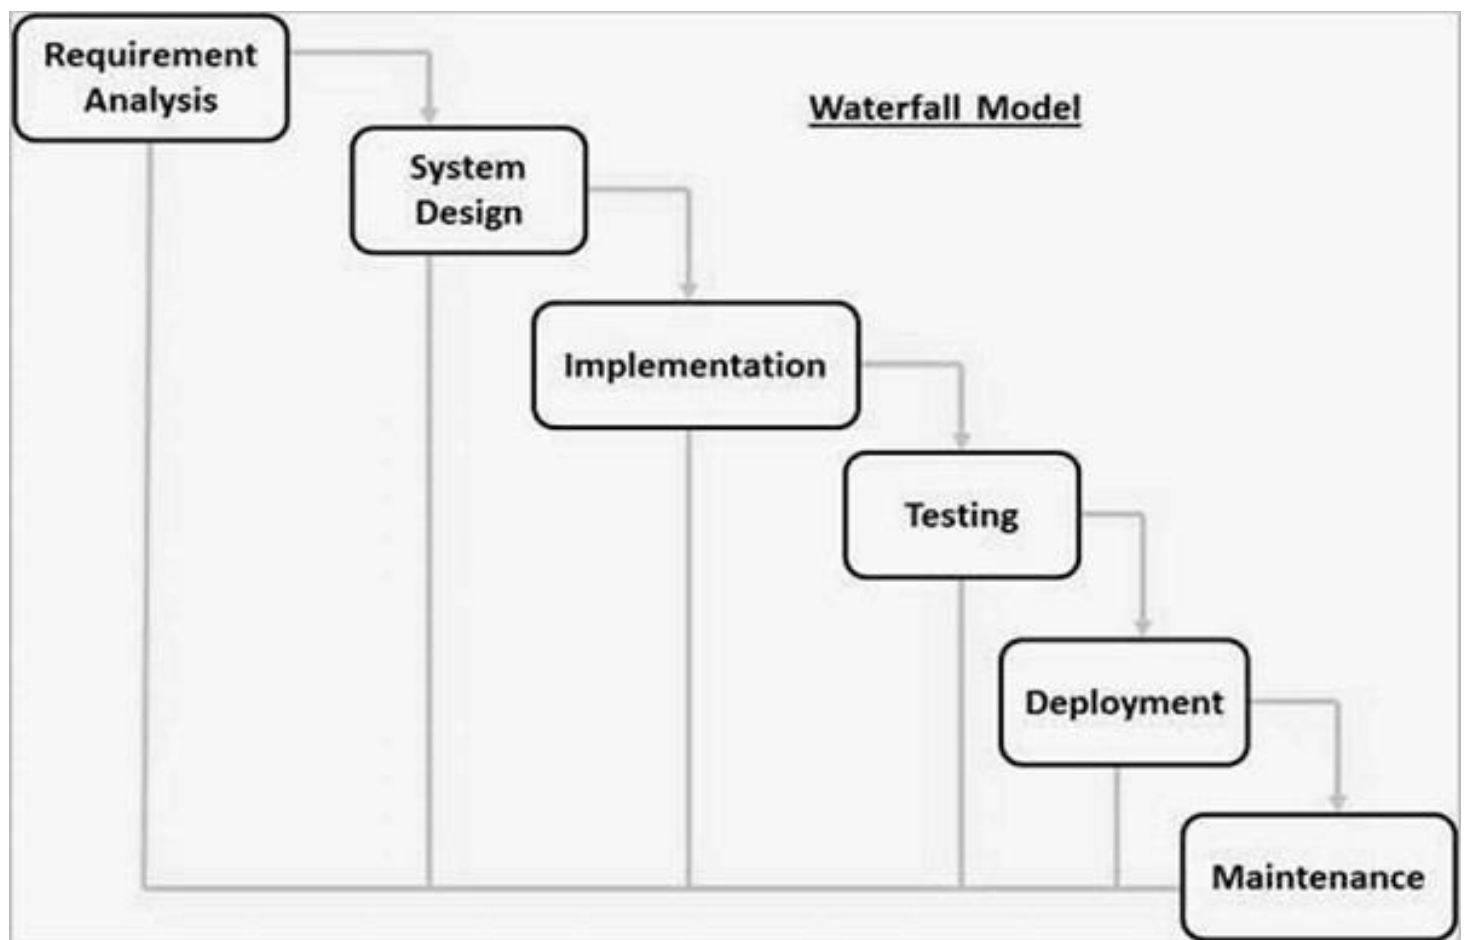 Requirement
Analysis
Waterfall Model
System
Design
Implementation
Testing
Deployment
Maintenance